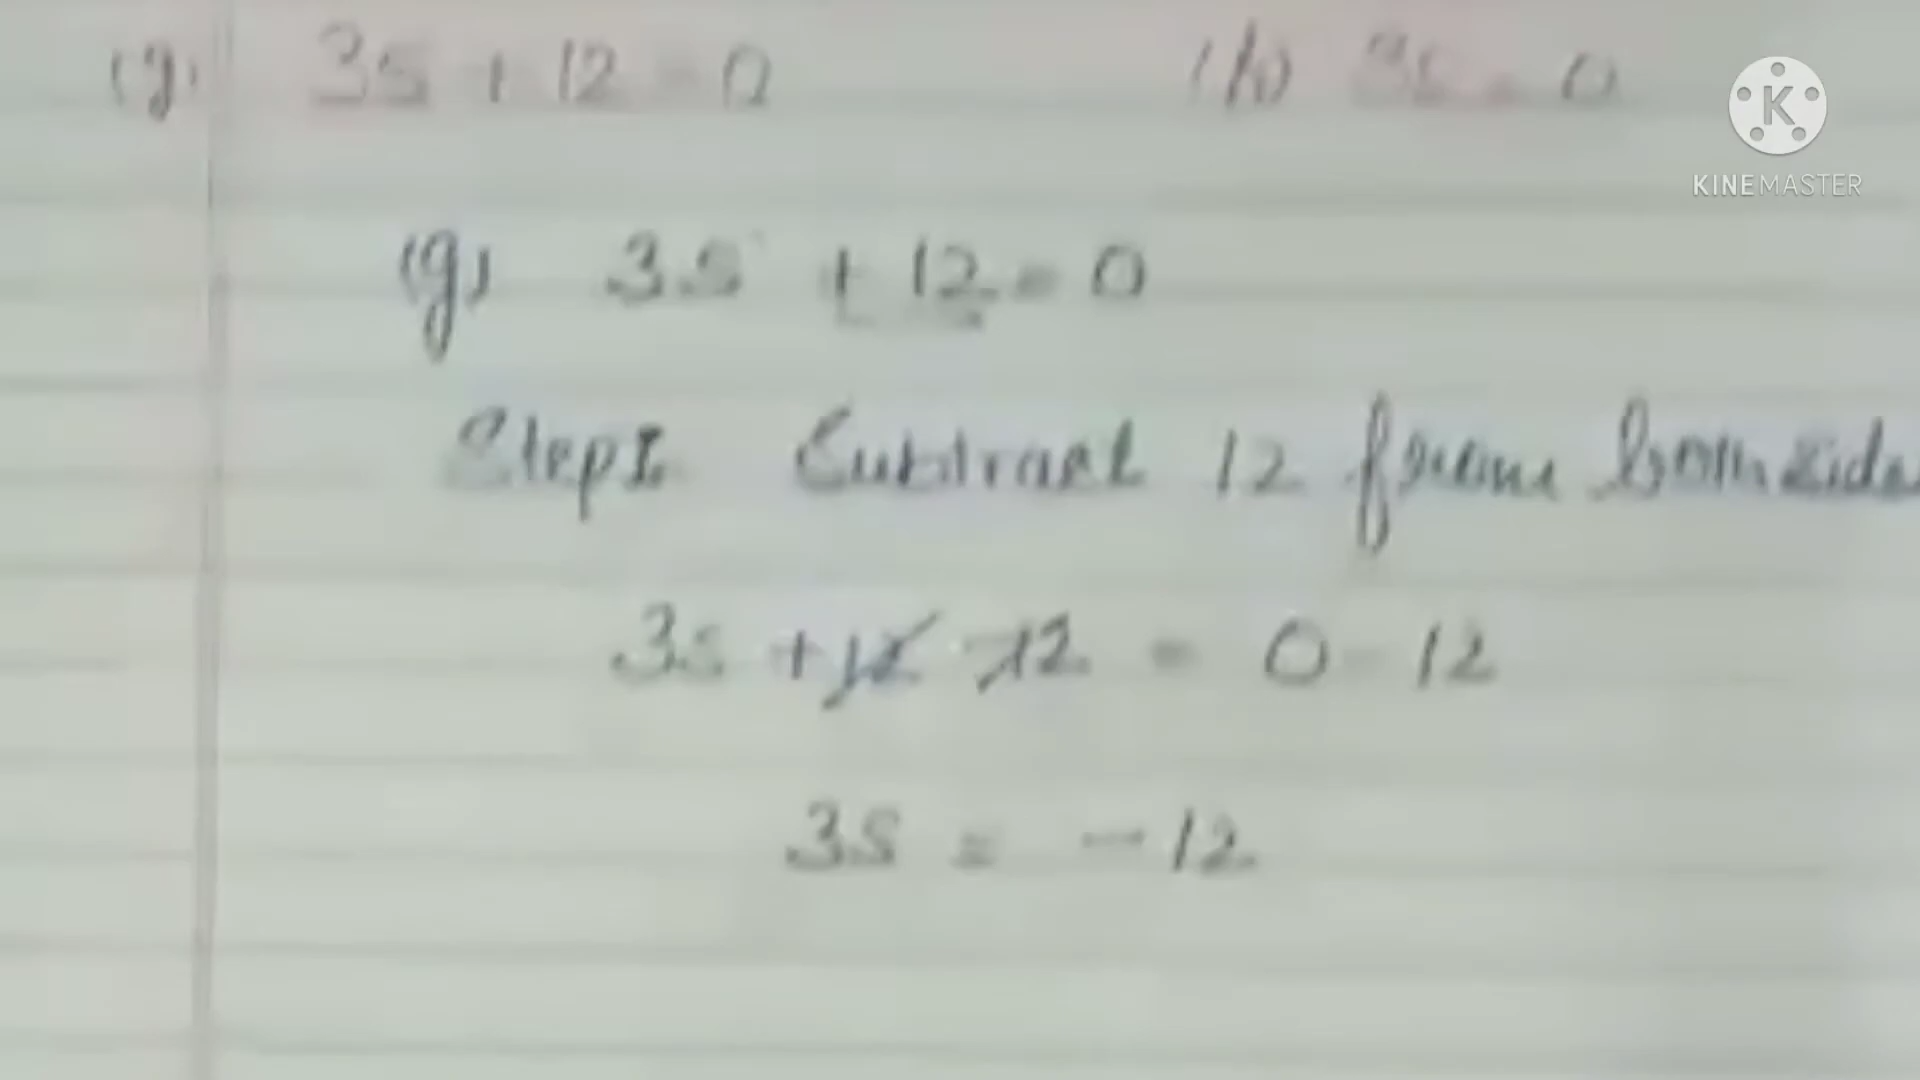 (g) 3s + 12 = 0 (h) 3s = 0
KINEMASTER
(g) 3s + 12 = 0
Step I Subtract 12 from both side
3s + 12 - 12 = 0 - 12
3s = - 12